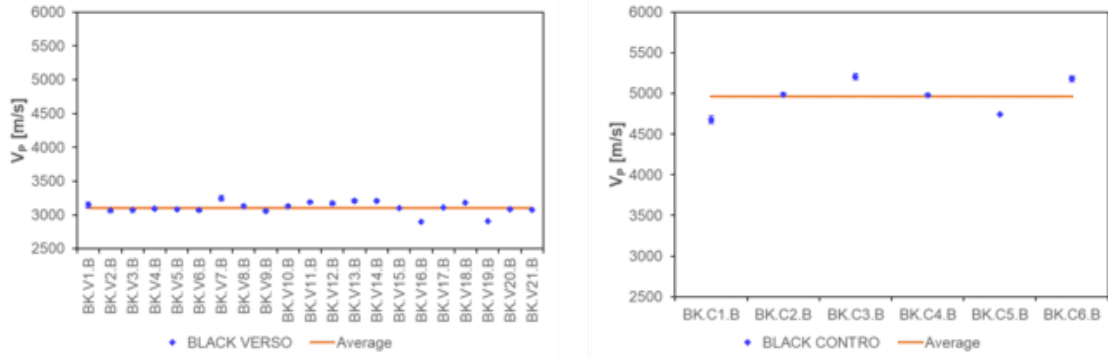 6000
5500
5000
4500
4000
3500
3000
2500
V_P [m/s]
BK.V1.B
BK.V2.B
BK.V3.B
BK.V4.B
BK.V5.B
BK.V6.B
BK.V7.B
BK.V8.B
BK.V9.B
BK.V10.B
BK.V11.B
BK.V12.B
BK.V13.B
BK.V14.B
BK.V15.B
BK.V16.B
BK.V17.B
BK.V18.B
BK.V19.B
BK.V20.B
BK.V21.B
BLACK VERSO Average
6000
5500
5000
4500
4000
3500
3000
2500
V_P [m/s]
BK.C1.B BK.C2.B BK.C3.B BK.C4.B BK.C5.B BK.C6.B
BLACK CONTRO Average